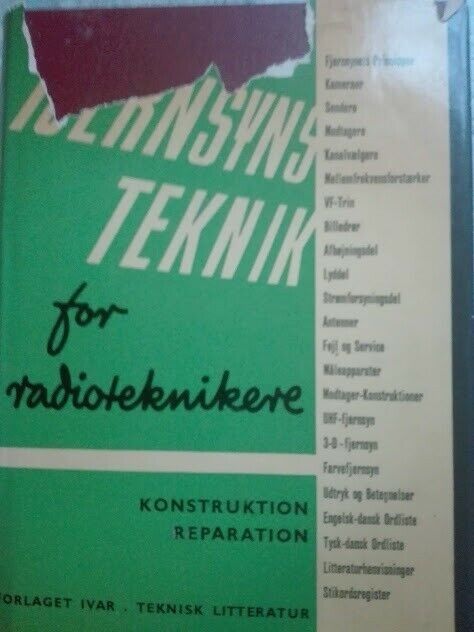 JERNSYNS
TEKNIK
for
radioteknikere
KONSTRUKTION
REPARATION
FORLAGET IVAR . TEKNISK LITTERATUR
Fjernsynets Principper
Kameraer
Sendere
Modtagere
Kanalvælgere
Mellemfrekvensforstærker
VF-Trin
Billedrør
Afbøjningsdel
Lyddel
Strømforsyningsdel
Antenner
Fejl og Service
Måleapparater
Modtager-Konstruktioner
UHF-fjernsyn
3-D-fjernsyn
Farvefjernsyn
Udtryk og Betegnelser
Engelsk-dansk Ordliste
Tysk-dansk Ordliste
Litteraturhenvisninger
Stikordsregister